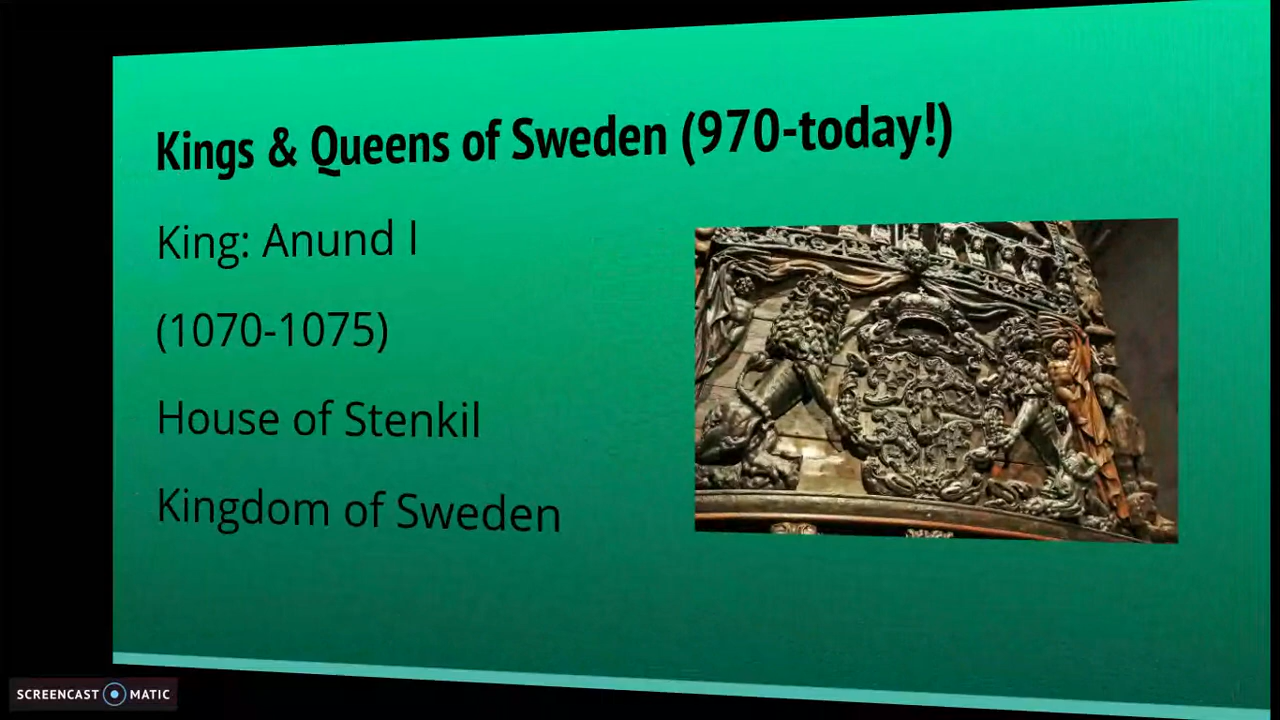 Kings & Queens of Sweden (970-today!)
King: Anund I
(1070-1075)
House of Stenkil
Kingdom of Sweden
SCREENCAST MATIC